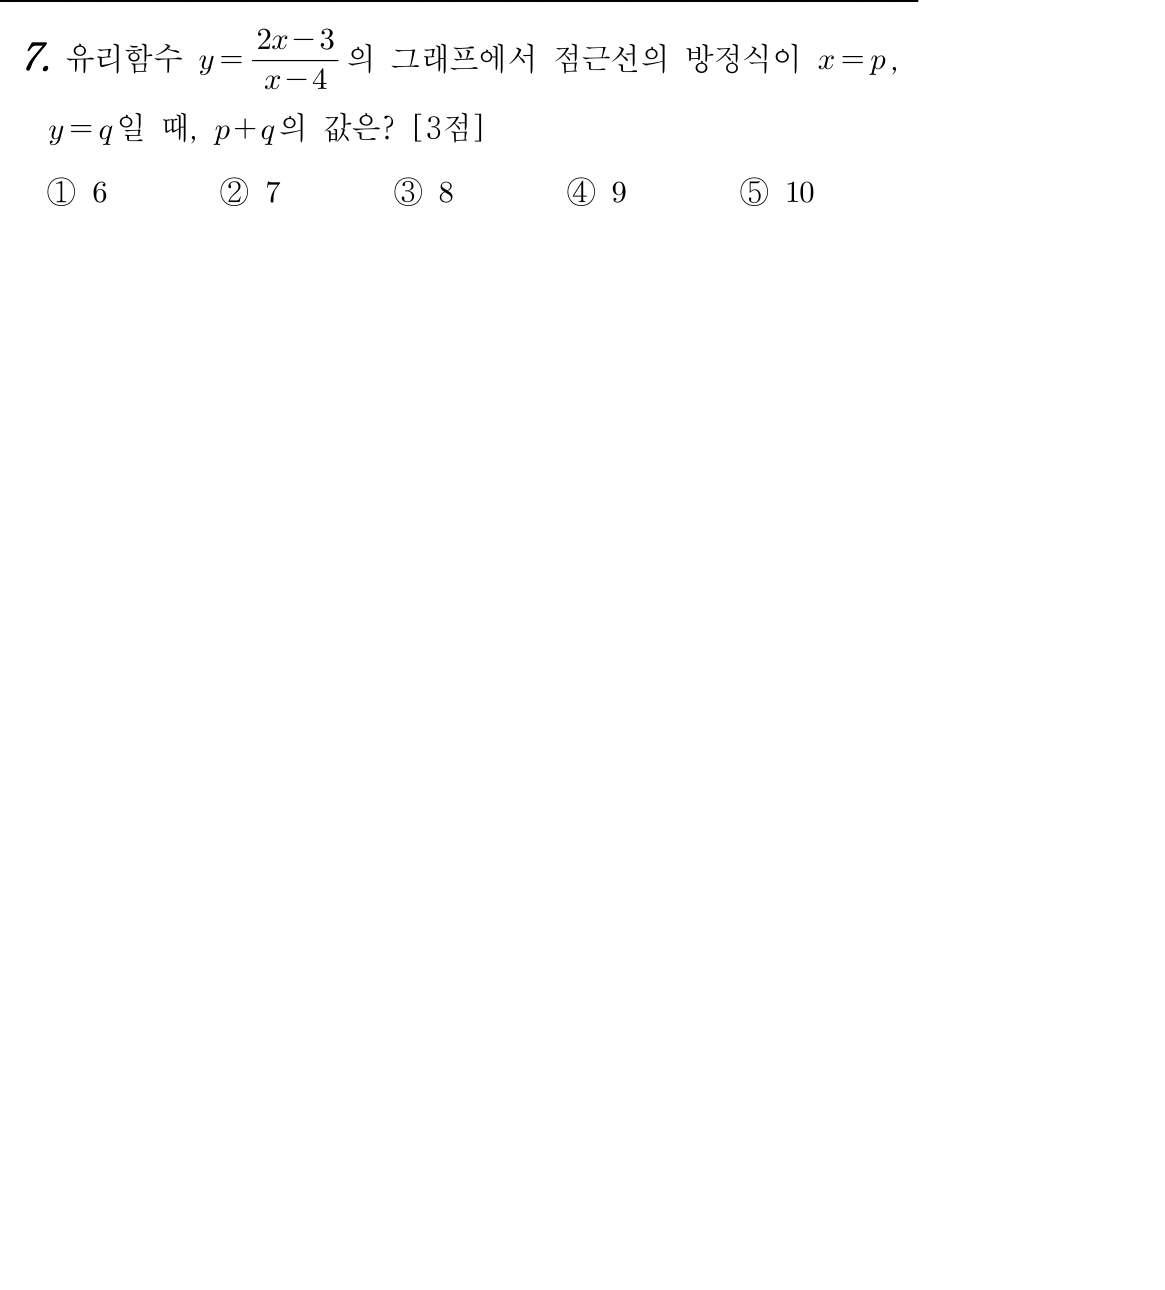 7. 유리함수 y=\frac{2x-3}{x-4}의 그래프에서 점근선의 방정식이 x=p,
y=q일 때, p+q의 값은? [3점]
① 6 ② 7 ③ 8 ④ 9 ⑤ 10